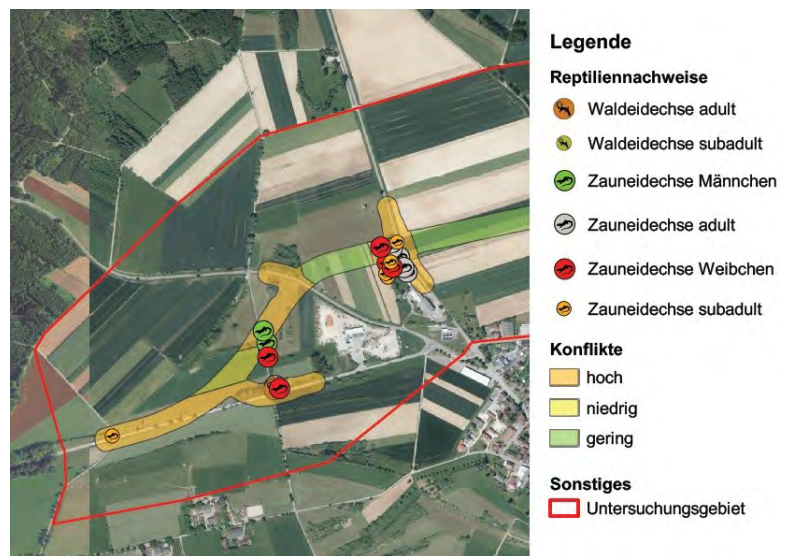 Legende
Reptiliennachweise
Waldeidechse adult
Waldeidechse subadult
Zauneidechse Männchen
Zauneidechse adult
Zauneidechse Weibchen
Zauneidechse subadult
Konflikte
hoch
niedrig
gering
Sonstiges
Untersuchungsgebiet